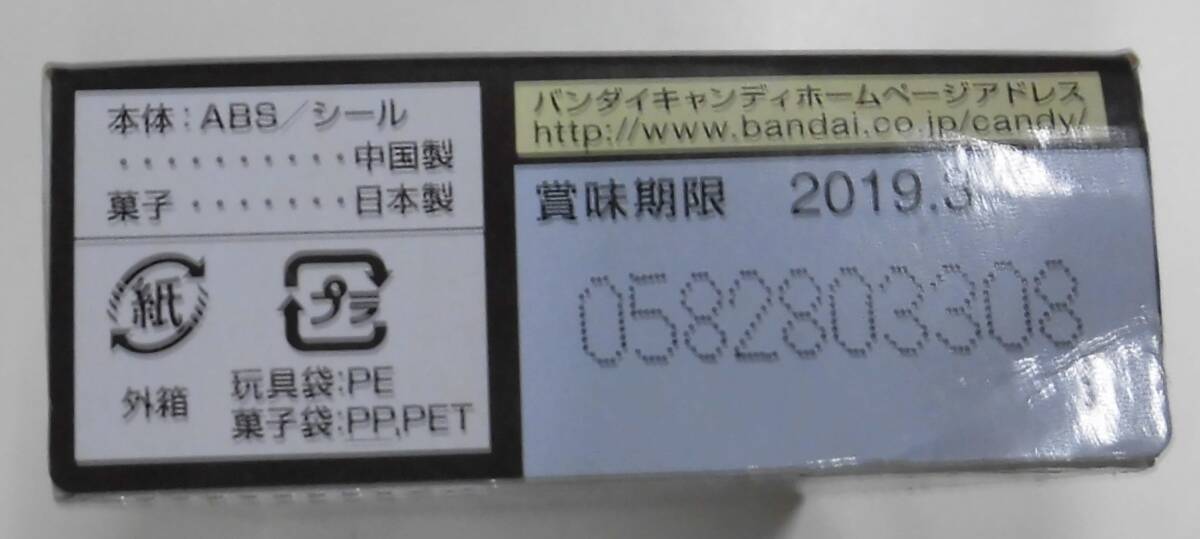 本体：ABS／シール
・・・・・・・・・・中国製
菓子・・・・・・・日本製
紙
プラ
外箱
玩具袋:PE
菓子袋:PP,PET
バンダイキャンディホームページアドレス
http://www.bandai.co.jp/candy/
賞味期限 2019.3
0582803308